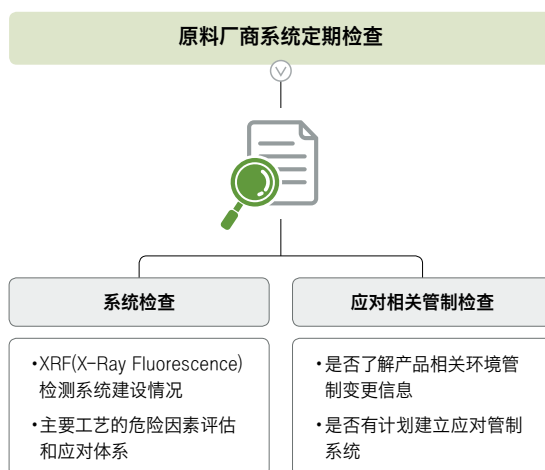 原料厂商系统定期检查
系统检查
•XRF(X-Ray Fluorescence)
检测系统建设情况
•主要工艺的危险因素评估
和应对体系
应对相关管制检查
•是否了解产品相关环境管
制变更信息
•是否有计划建立应对管制
系统